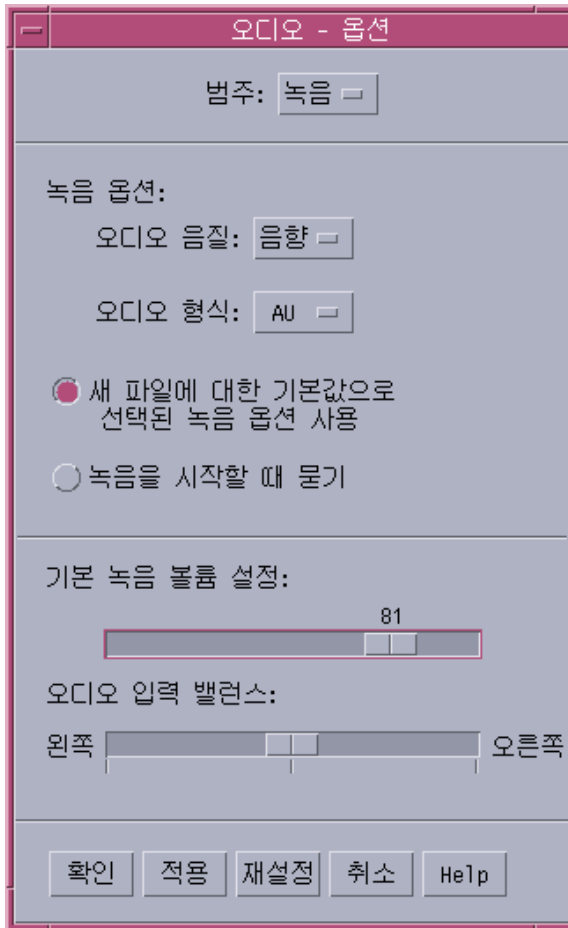 오디오 - 옵션
범주: 녹음
녹음 옵션:
오디오 음질: 음향
오디오 형식: AU
새 파일에 대한 기본값으로
선택된 녹음 옵션 사용
녹음을 시작할 때 묻기
기본 녹음 볼륨 설정:
81
오디오 입력 밸런스:
왼쪽 오른쪽
확인 적용 재설정 취소 Help